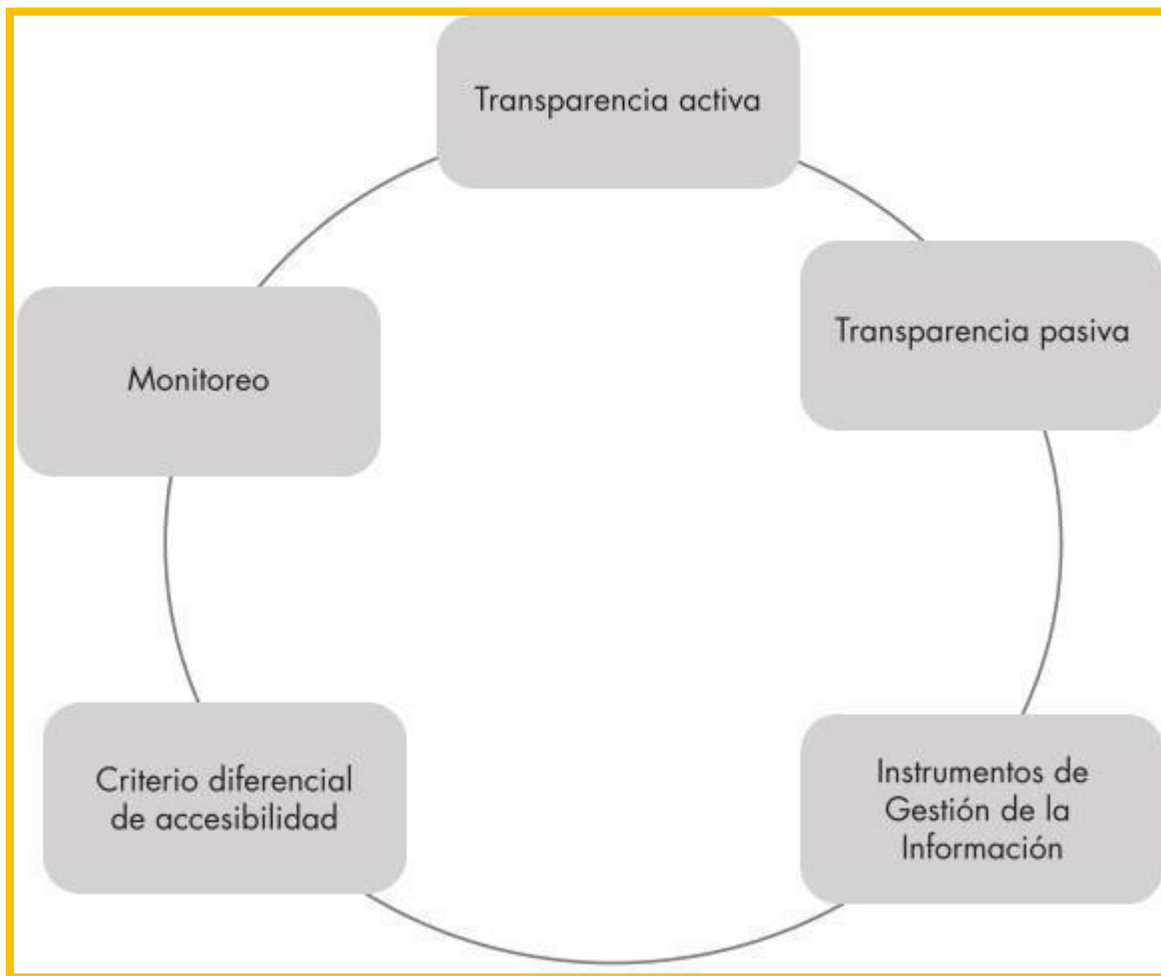 Transparencia activa
Transparencia pasiva
Monitoreo
Criterio diferencial
de accesibilidad
Instrumentos de
Gestión de la
Información